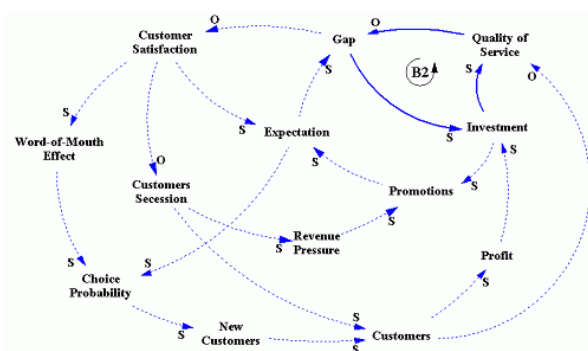 Customer
Satisfaction
O
Gap
O
Quality of
Service
S
B2
S
O
S
S
S
Expectation
S
Investment
S
Word-of-Mouth
Effect
O
S
S
Customers
Secession
Promotions
S
Revenue
Pressure
S
Profit
S
S
S
Choice
Probability
S
New
Customers
S
S
Customers